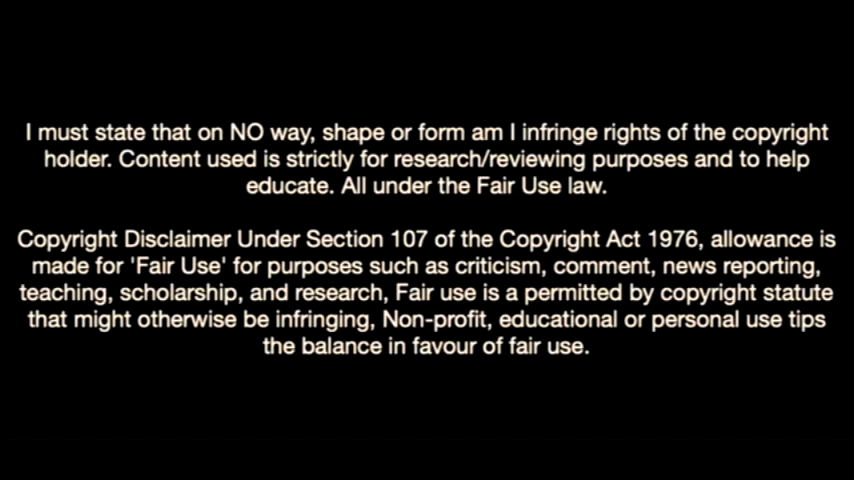 I must state that on NO way, shape or form am I infringe rights of the copyright
holder. Content used is strictly for research/reviewing purposes and to help
educate. All under the Fair Use law.
Copyright Disclaimer Under Section 107 of the Copyright Act 1976, allowance is
made for 'Fair Use' for purposes such as criticism, comment, news reporting,
teaching, scholarship, and research, Fair use is a permitted by copyright statute
that might otherwise be infringing, Non-profit, educational or personal use tips
the balance in favour of fair use.